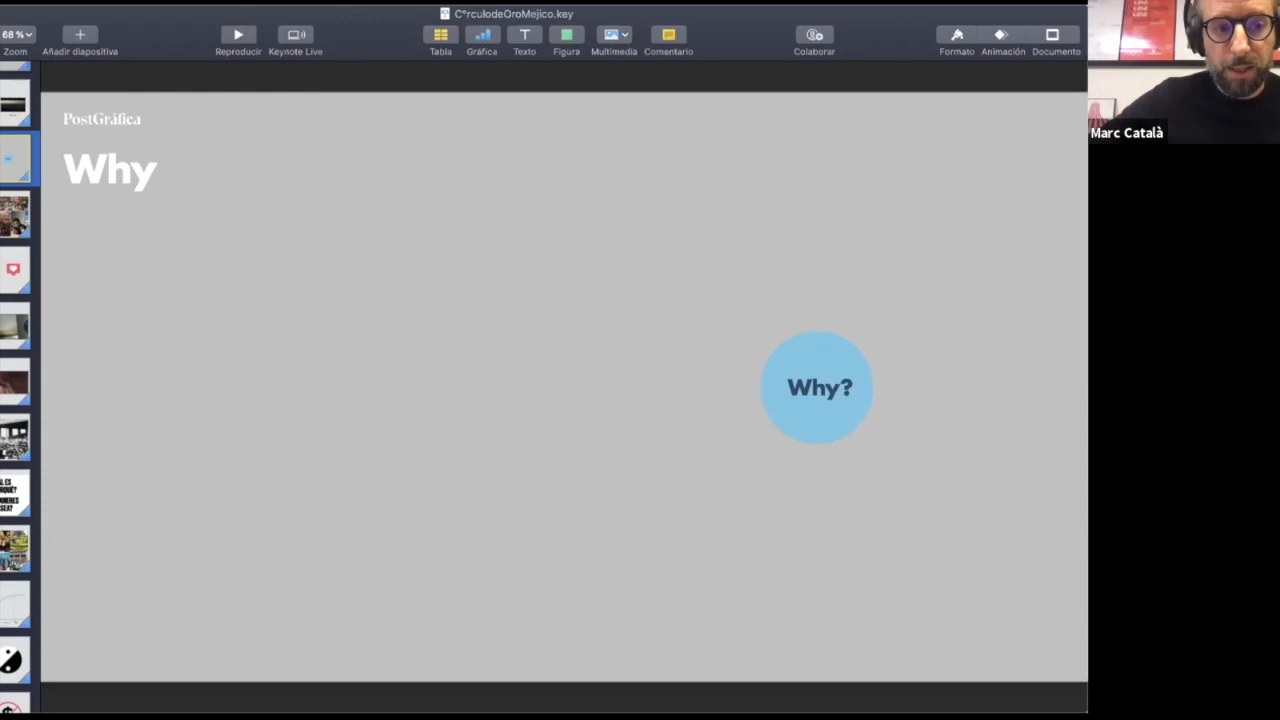 C°rculodeOroMejico.key
68 %
Zoom
Añadir diapositiva
Reproducir
Keynote Live
Tabla
Gráfica
Texto
Figura
Multimedia
Comentario
Colaborar
Formato
Animación
Documento
Marc Català
PostGráfica
Why
Why?